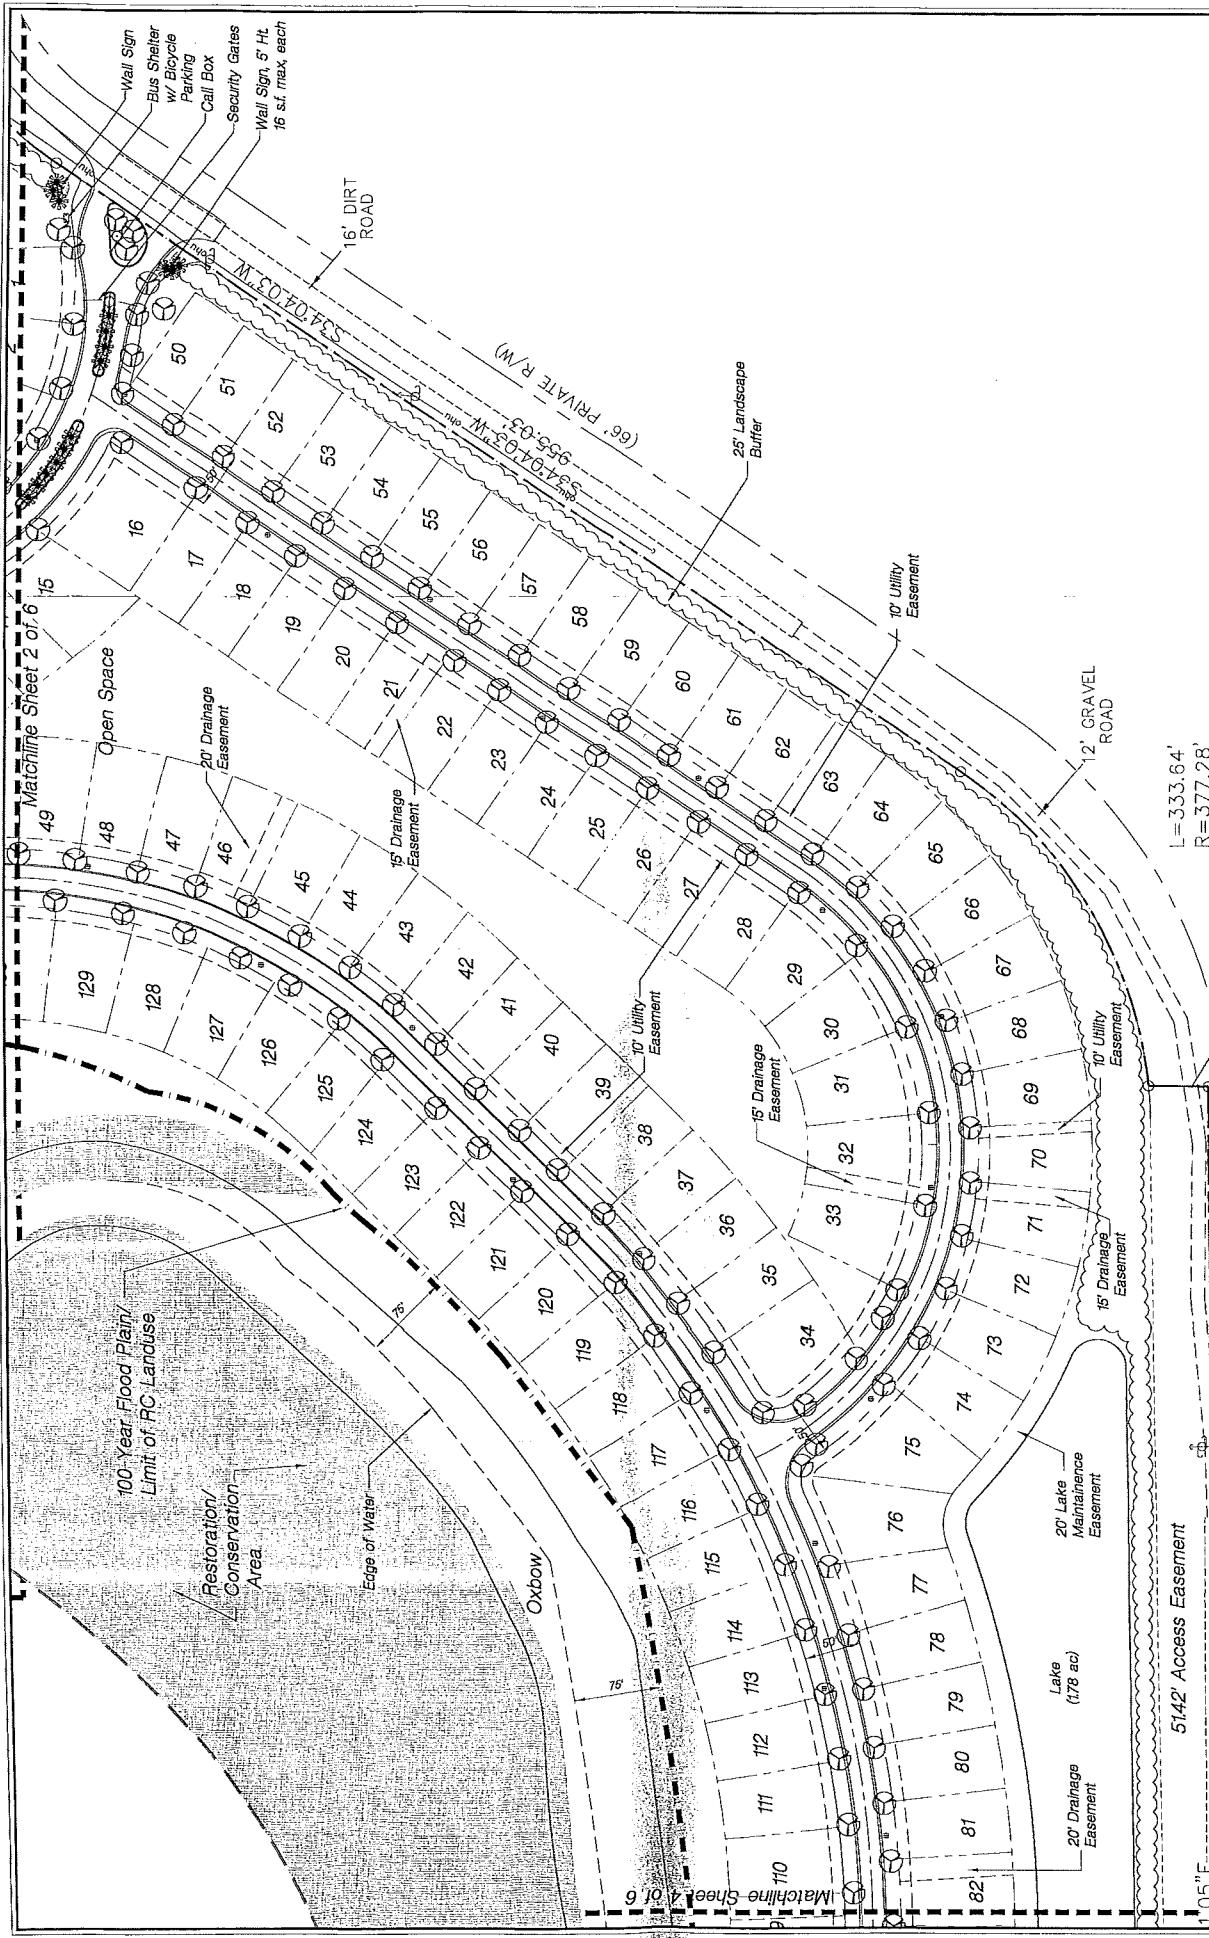 Wall Sign
Bus Shelter
w/ Bicycle
Parking
Call Box
Security Gates
Wall Sign, 5' Ht.
16 s.f. max, each
ohu
ohu
16' DIRT
ROAD
S34°04'03" W
S34°04'03" W
955.03'
ohu
ohu
(66' PRIVATE R/W)
25' Landscape
Buffer
10' Utility
Easement
12' GRAVEL
ROAD
L=333.64'
R=377.28'
Matchline Sheet 2 of 6
Open Space
20' Drainage
Easement
15' Drainage
Easement
10' Utility
Easement
15' Drainage
Easement
10' Utility
Easement
15' Drainage
Easement
100-Year Flood Plain/
Limit of RC Landuse
Restoration/
Conservation
Area
Edge of Water
Oxbow
75'
75'
50'
50'
20' Lake
Maintainence
Easement
Lake
(1.78 ac)
51.42' Access Easement
20' Drainage
Easement
Matchline Sheet 4 of 6
1
2
15
16
17
18
19
20
21
22
23
24
25
26
27
28
29
30
31
32
33
34
35
36
37
38
39
40
41
42
43
44
45
46
47
48
49
50
51
52
53
54
55
56
57
58
59
60
61
62
63
64
65
66
67
68
69
70
71
72
73
74
75
76
77
78
79
80
81
82
110
111
112
113
114
115
116
117
118
119
120
121
122
123
124
125
126
127
128
129